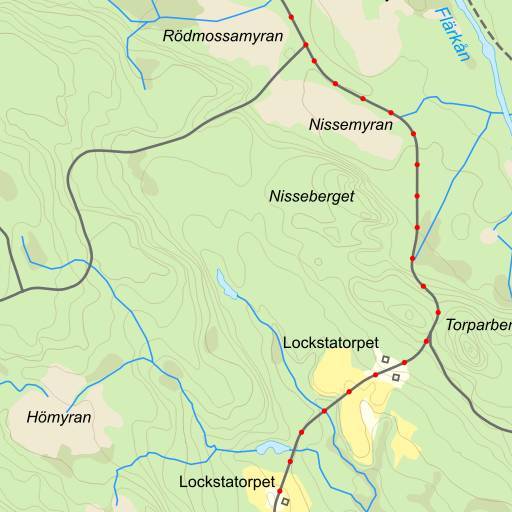 Flärkån
Rödmossamyran
Nissemyran
Nisseberget
Torparber
Lockstatorpet
Hömyran
Lockstatorpet